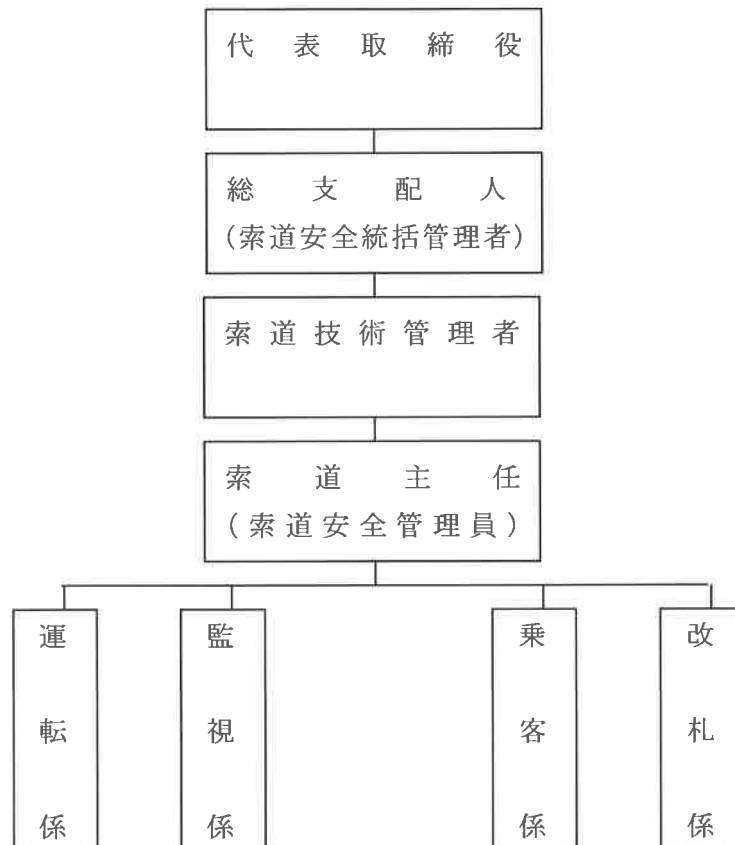 代表取締役
総支配人
(索道安全統括管理者)
索道技術管理者
索道主任
(索道安全管理員)
運転係
監視係
乗客係
改札係